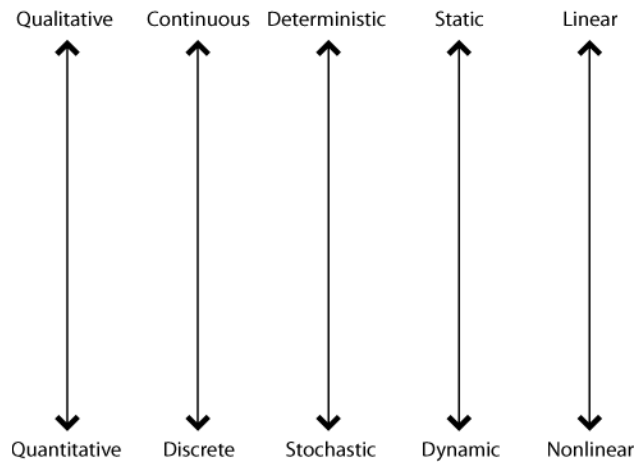 Qualitative Continuous Deterministic Static Linear
Quantitative Discrete Stochastic Dynamic Nonlinear